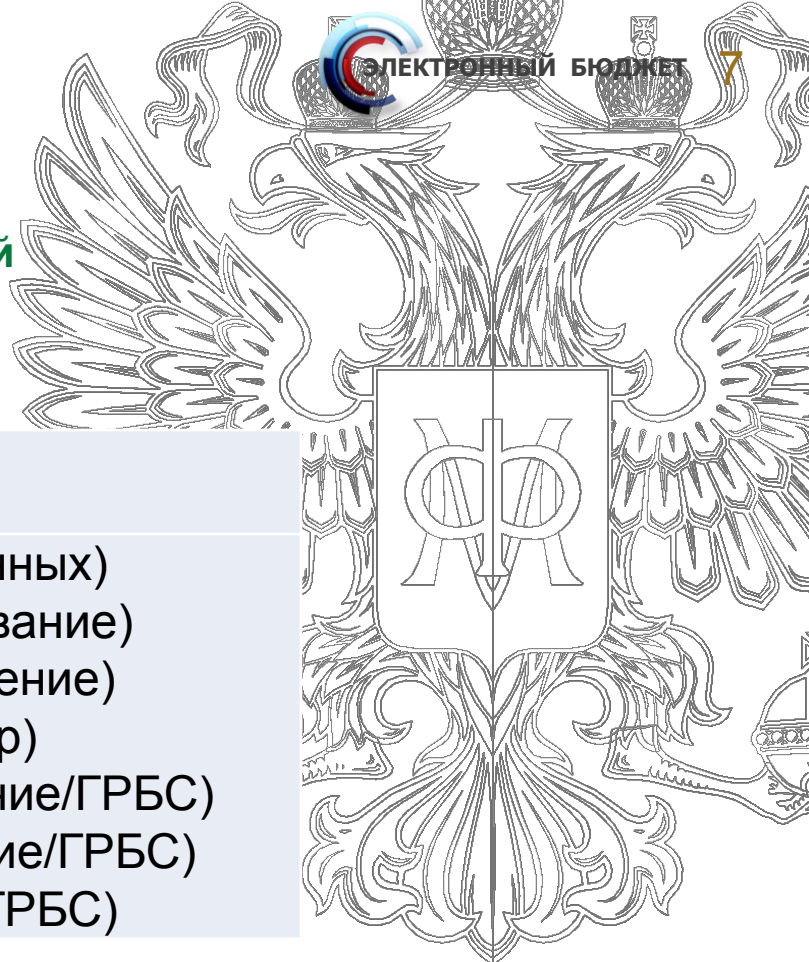 ЭЛЕКТРОННЫЙ БЮДЖЕТ
7
й
нных)
вание)
ение)
р)
ние/ГРБС)
ие/ГРБС)
ГРБС)